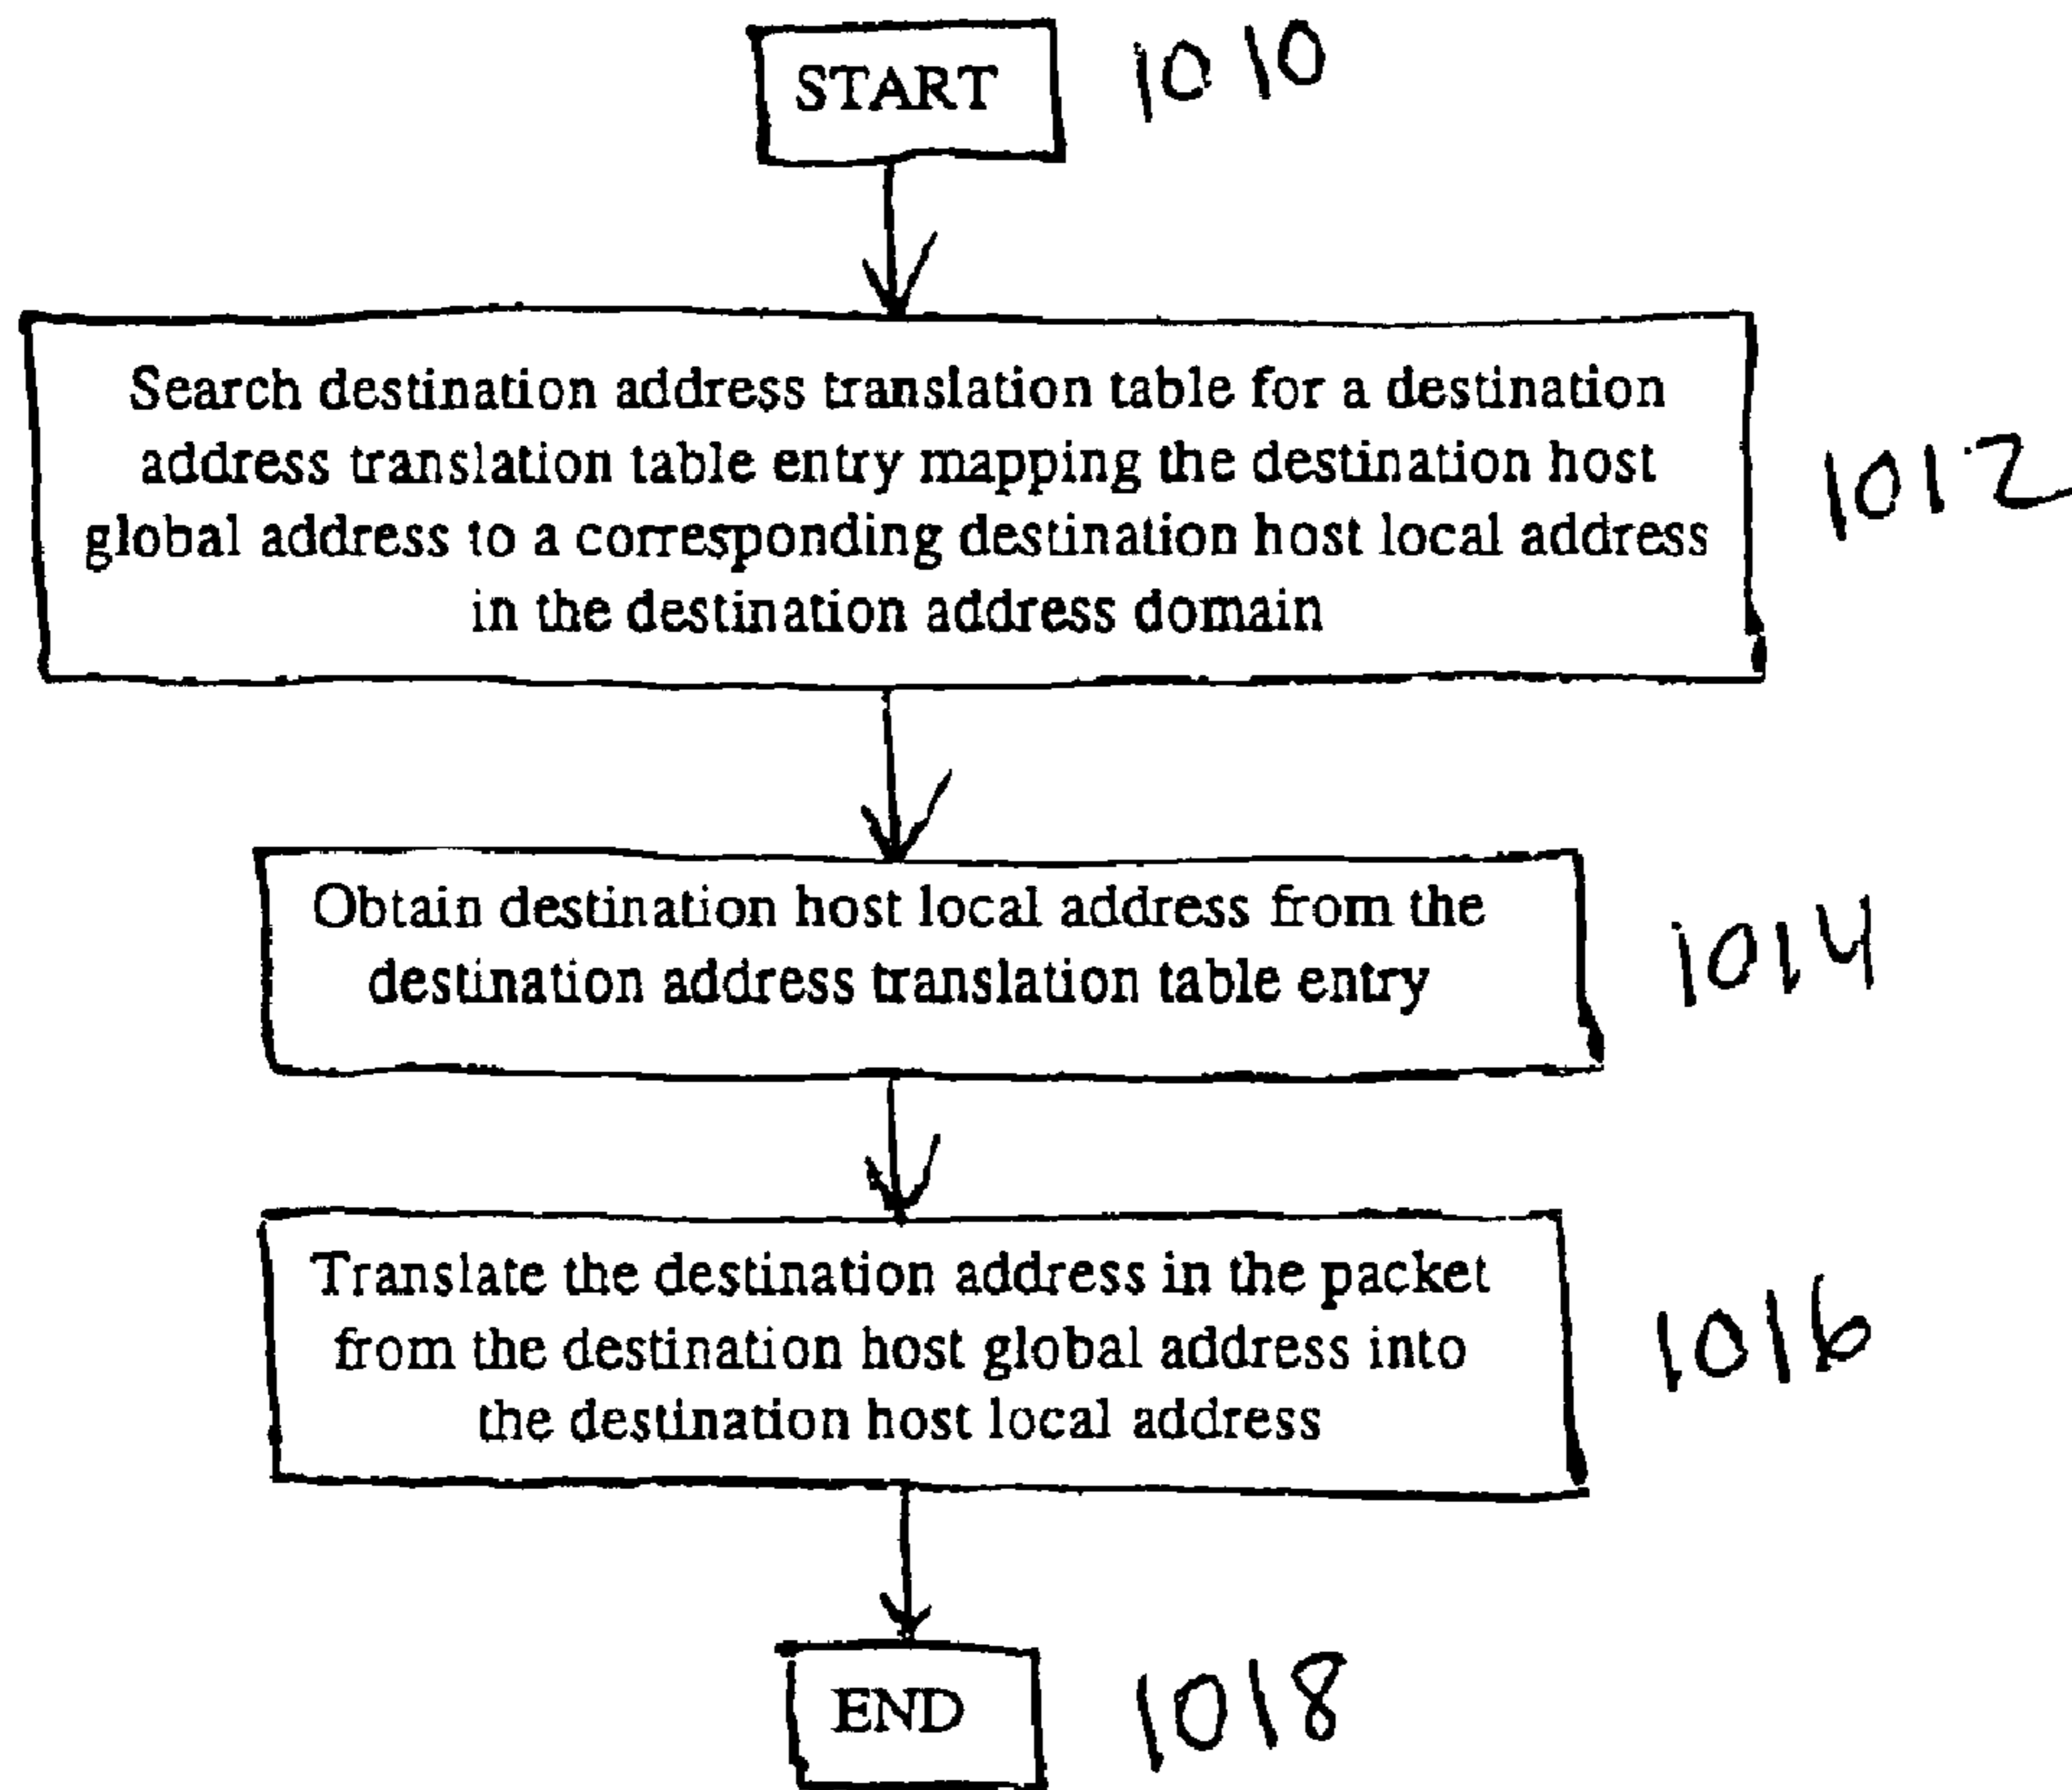 START 1010
Search destination address translation table for a destination
address translation table entry mapping the destination host
global address to a corresponding destination host local address
in the destination address domain
1012
Obtain destination host local address from the
destination address translation table entry
1014
Translate the destination address in the packet
from the destination host global address into
the destination host local address
1016
END 1018